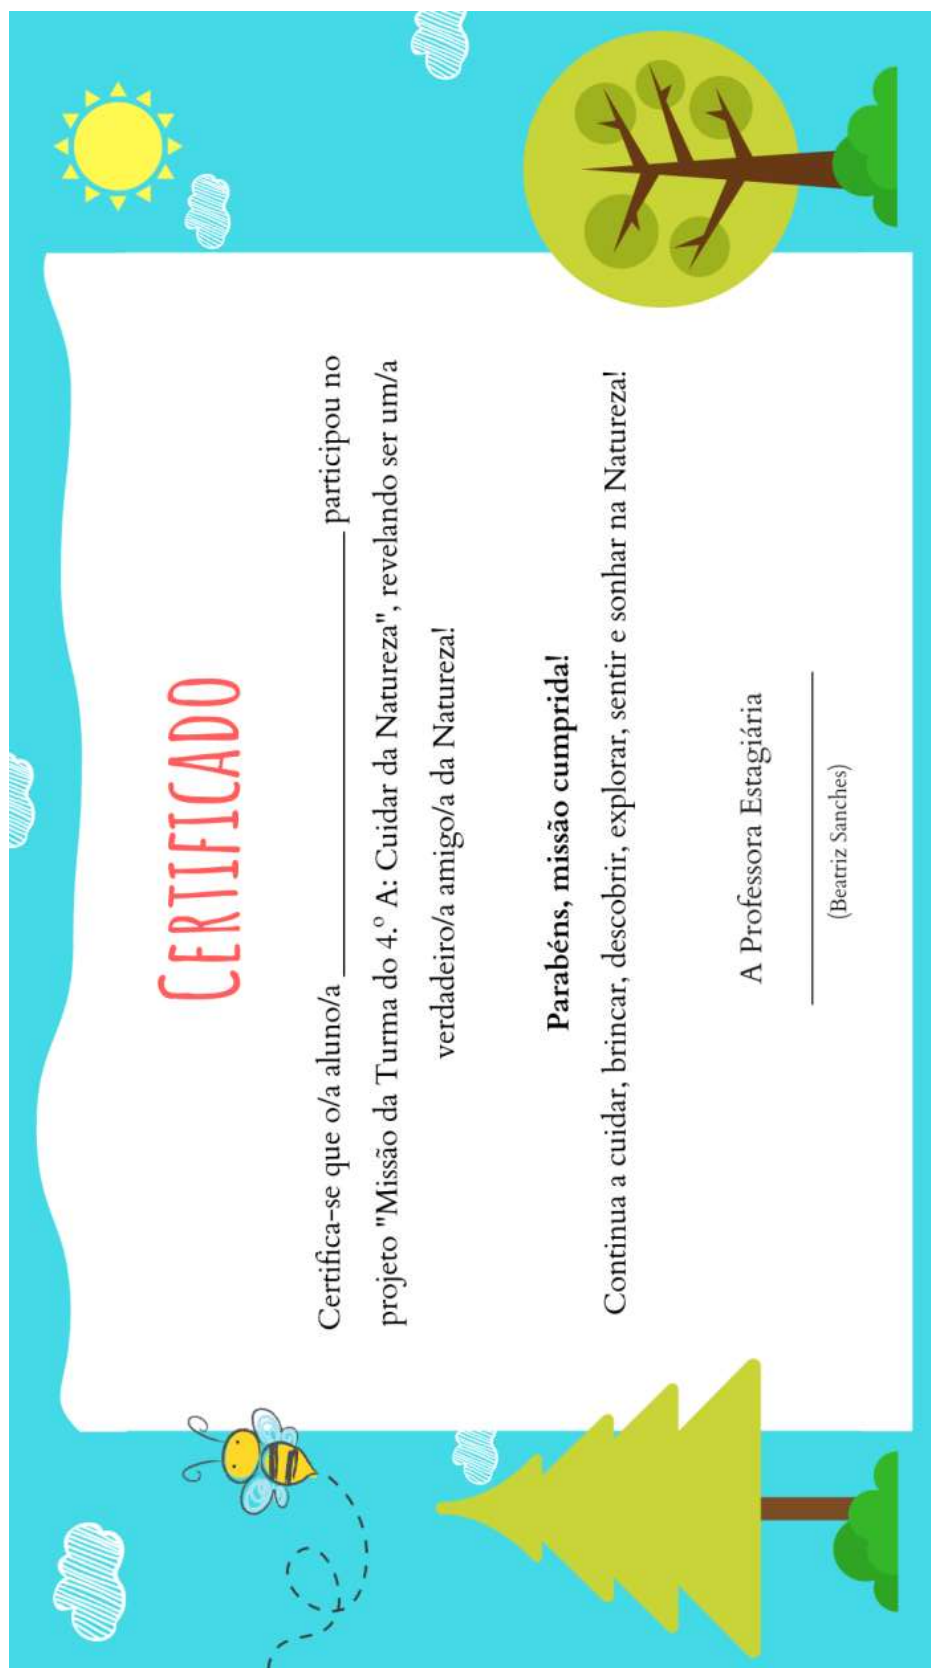 CERTIFICADO
Certifica-se que o/a aluno/a ______________________________ participou no
projeto "Missão da Turma do 4.º A: Cuidar da Natureza", revelando ser um/a
verdadeiro/a amigo/a da Natureza!
Parabéns, missão cumprida!
Continua a cuidar, brincar, descobrir, explorar, sentir e sonhar na Natureza!
A Professora Estagiária
(Beatriz Sanches)